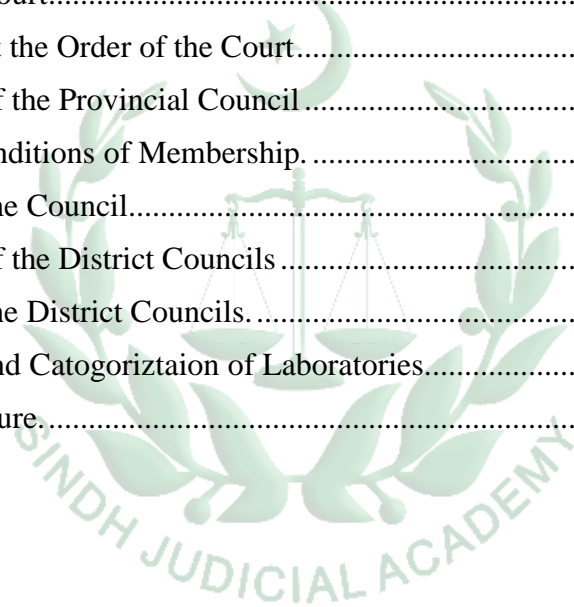 ourt................................................
t the Order of the Court................................
f the Provincial Council................................
nditions of Membership. ................................
he Council................................
f the District Councils ................................
he District Councils. ................................
nd Catogoriztaion of Laboratories....................
ure. ................................................
SINDH JUDICIAL ACADEMY